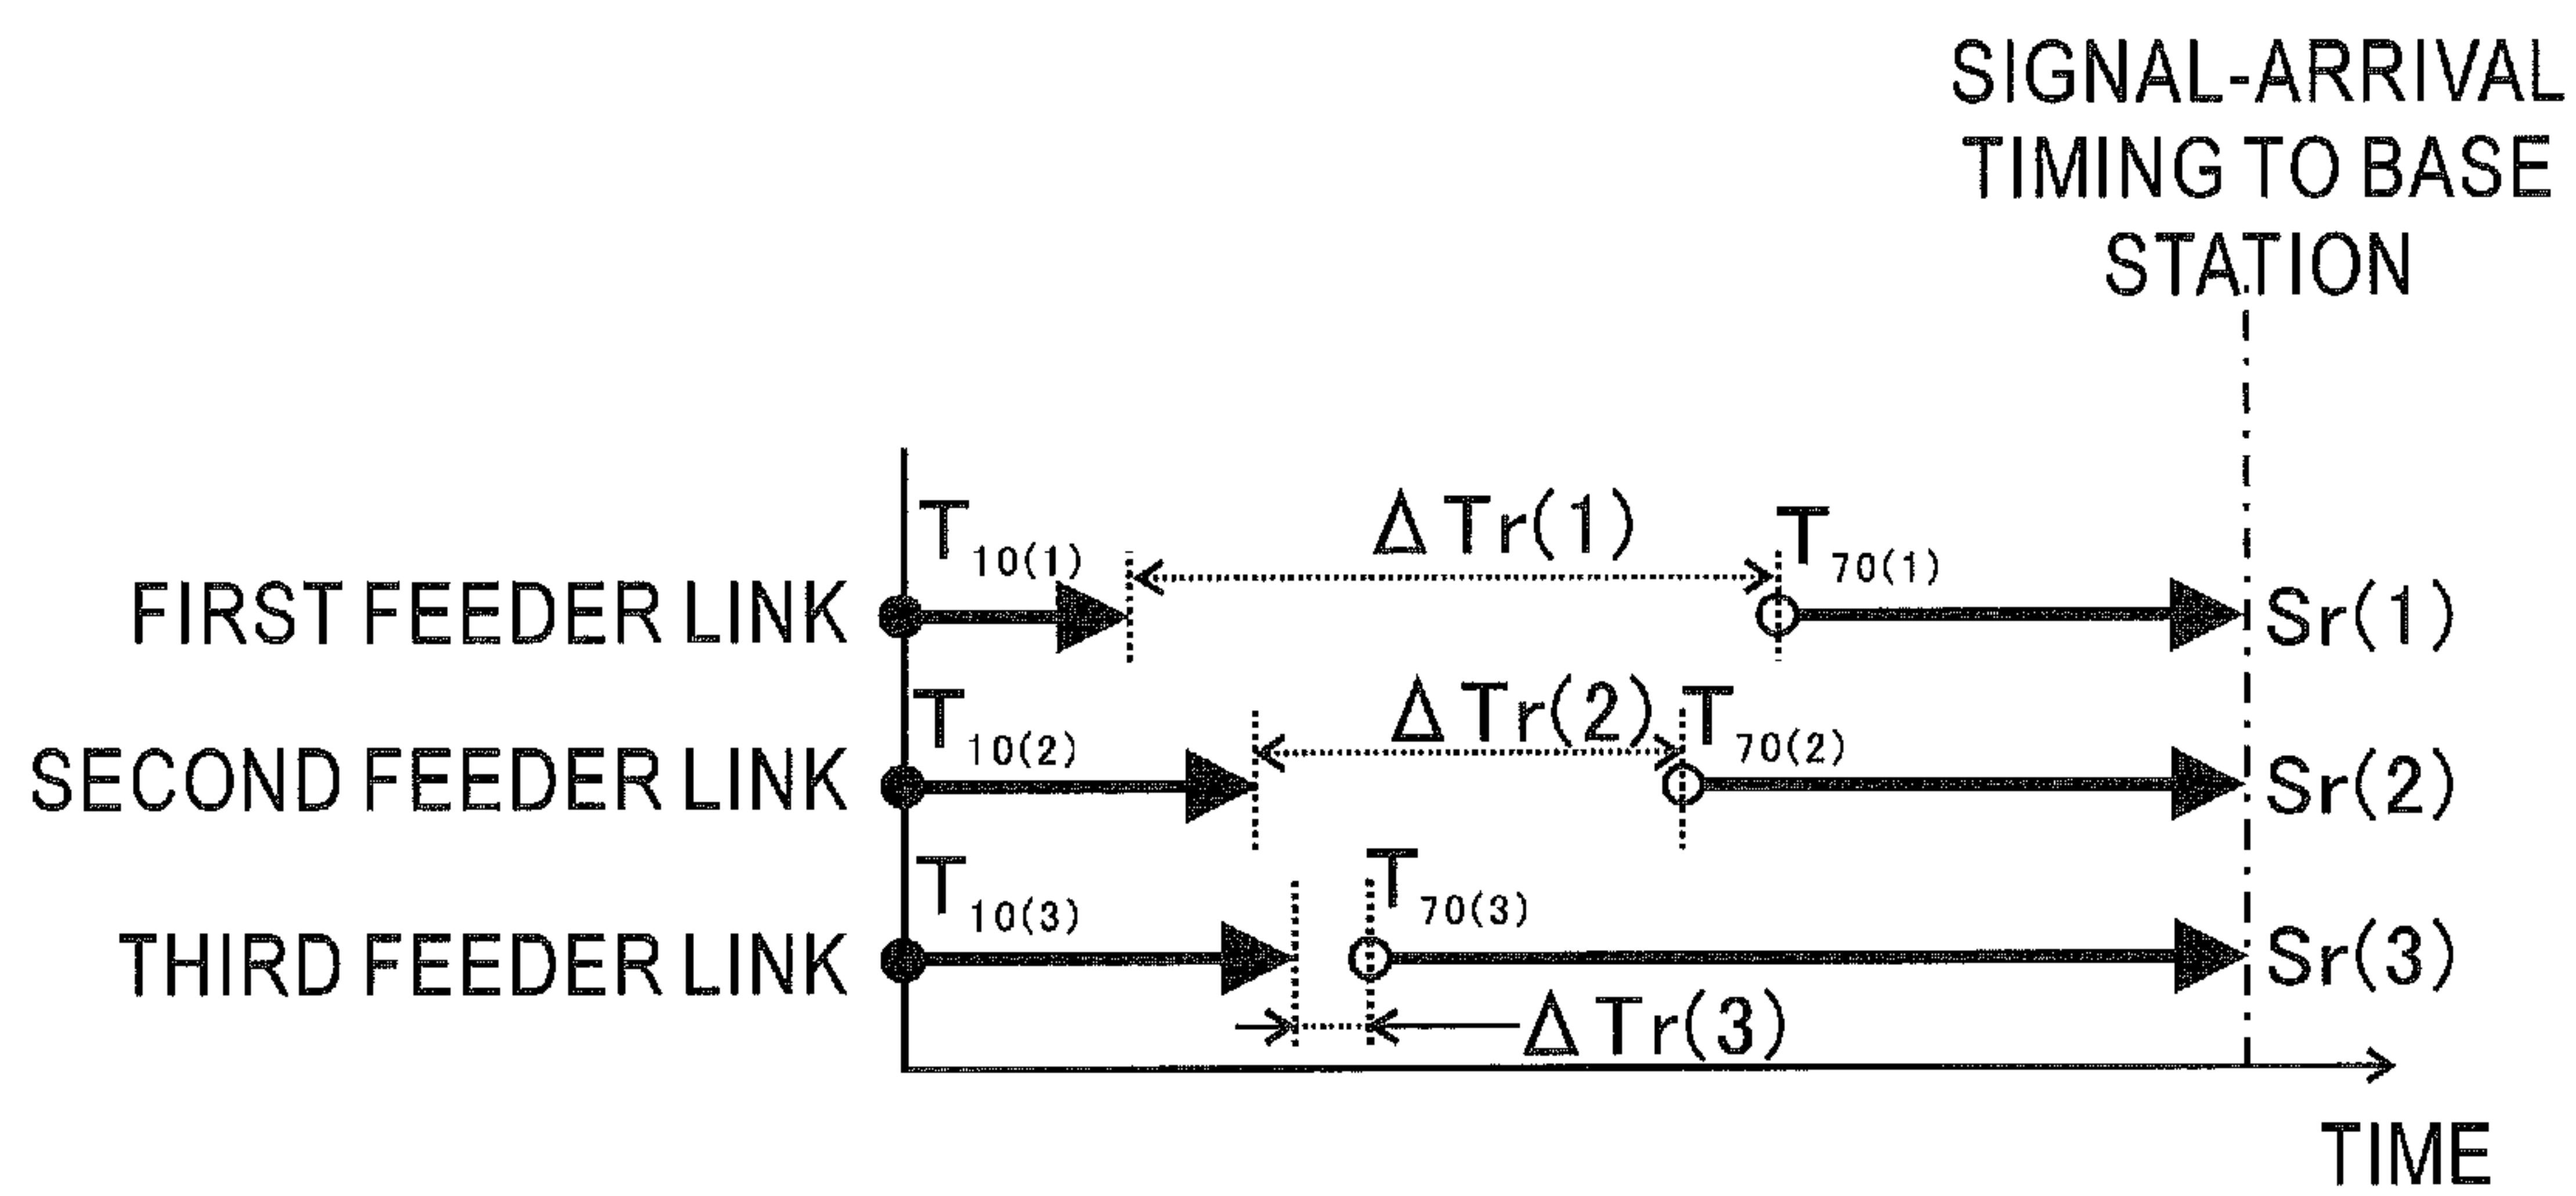 SIGNAL-ARRIVAL
TIMING TO BASE
STATION
T10(1) ΔTr(1) T70(1)
FIRST FEEDER LINK Sr(1)
T10(2) ΔTr(2) T70(2)
SECOND FEEDER LINK Sr(2)
T10(3) T70(3)
THIRD FEEDER LINK Sr(3)
ΔTr(3)
TIME